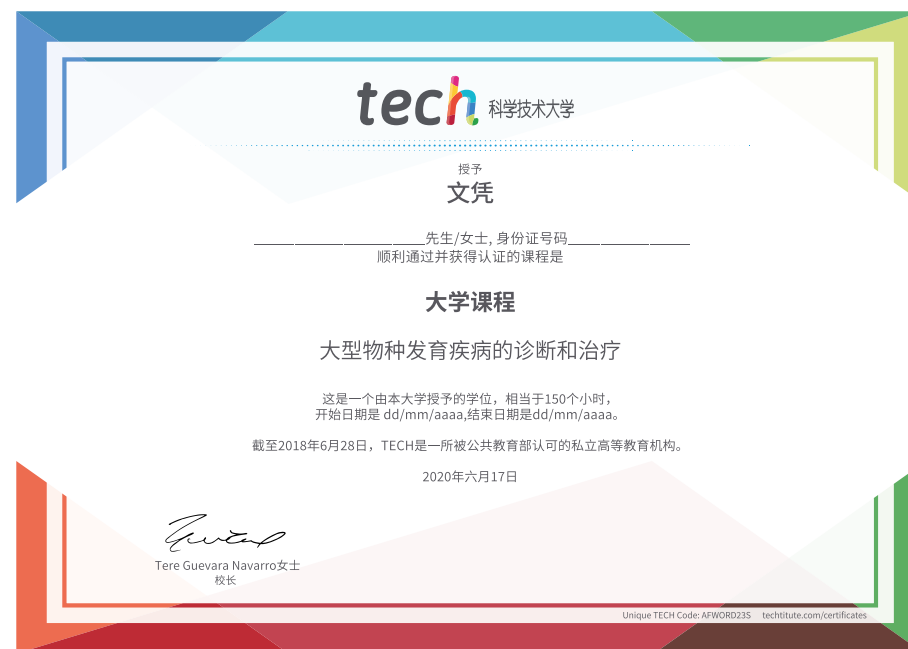 tech 科学技术大学
授予
文凭
先生/女士, 身份证号码
顺利通过并获得认证的课程是
大学课程
大型物种发育疾病的诊断和治疗
这是一个由本大学授予的学位，相当于150个小时，
开始日期是 dd/mm/aaaa,结束日期是dd/mm/aaaa。
截至2018年6月28日，TECH是一所被公共教育部认可的私立高等教育机构。
2020年六月17日
Tere Guevara Navarro女士
校长
Unique TECH Code: AFWORD23S techtitute.com/certificates